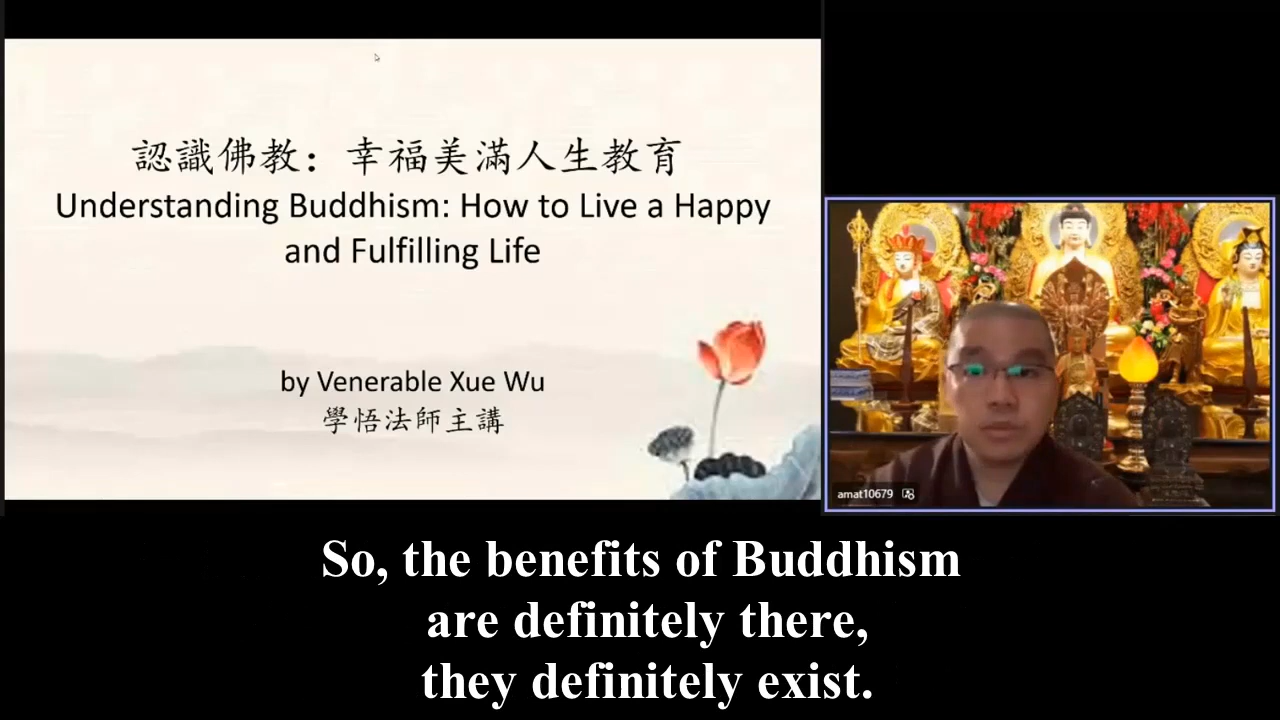 認識佛教：幸福美滿人生教育
Understanding Buddhism: How to Live a Happy
and Fulfilling Life
by Venerable Xue Wu
學悟法師主講
amat10679
So, the benefits of Buddhism
are definitely there,
they definitely exist.